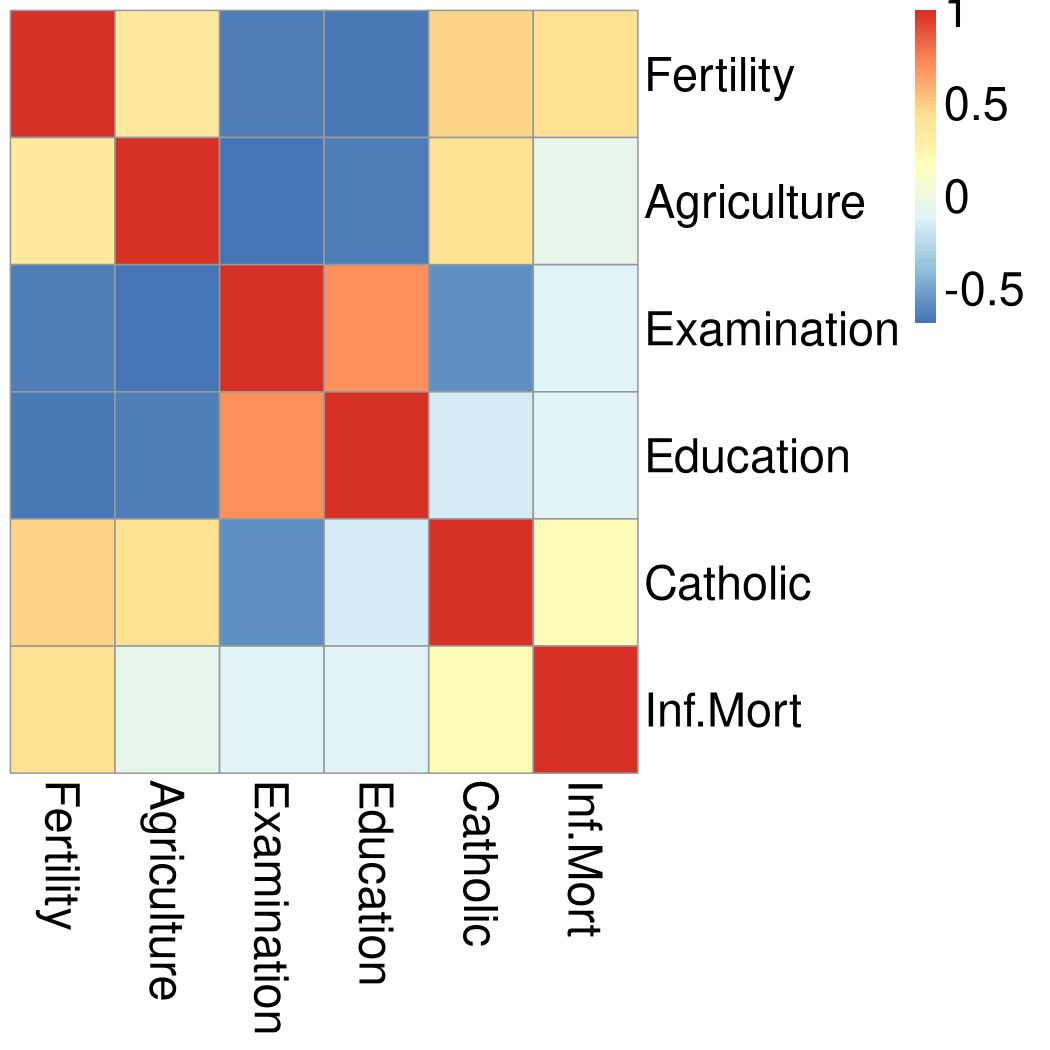 1
0.5
0
-0.5
Fertility
Agriculture
Examination
Education
Catholic
Inf.Mort
Fertility
Agriculture
Examination
Education
Catholic
Inf.Mort